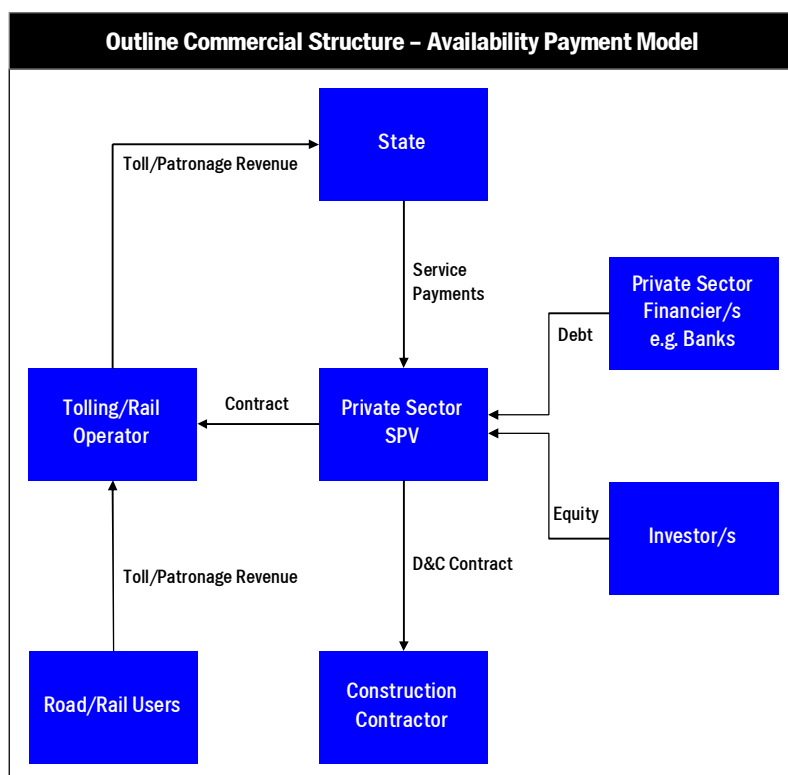 Outline Commercial Structure – Availability Payment Model
State
Toll/Patronage Revenue
Service
Payments
Private Sector
Financier/s
e.g. Banks
Debt
Tolling/Rail
Operator
Contract
Private Sector
SPV
Equity
Investor/s
D&C Contract
Toll/Patronage Revenue
Road/Rail Users
Construction
Contractor